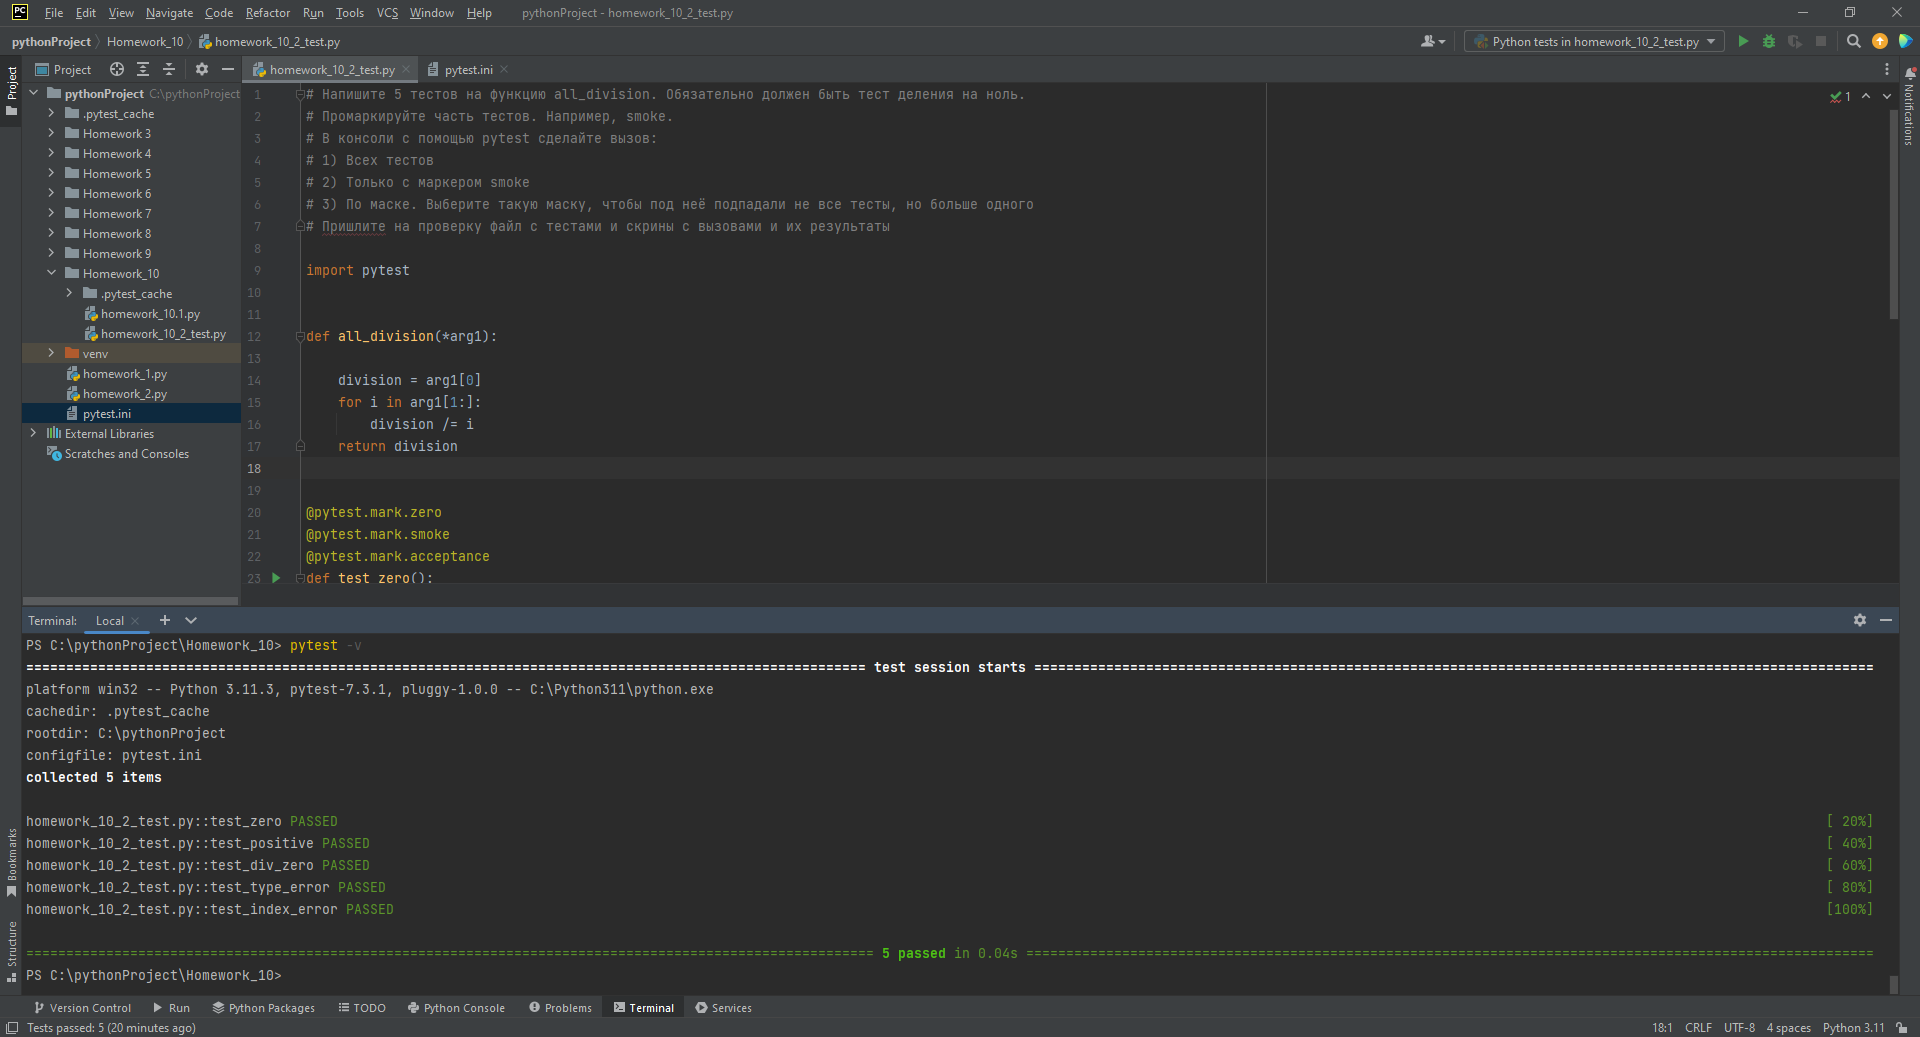 PC File Edit View Navigate Code Refactor Run Tools VCS Window Help pythonProject - homework_10_2_test.py
pythonProject Homework_10 homework_10_2_test.py Python tests in homework_10_2_test.py
Project
Project
homework_10_2_test.py pytest.ini
Notifications
pythonProject C:\pythonProject
.pytest_cache
Homework 3
Homework 4
Homework 5
Homework 6
Homework 7
Homework 8
Homework 9
Homework_10
.pytest_cache
homework_10.1.py
homework_10_2_test.py
venv
homework_1.py
homework_2.py
pytest.ini
External Libraries
Scratches and Consoles
1 # Напишите 5 тестов на функцию all_division. Обязательно должен быть тест деления на ноль. 1
2 # Промаркируйте часть тестов. Например, smoke.
3 # В консоли с помощью pytest сделайте вызов:
4 # 1) Всех тестов
5 # 2) Только с маркером smoke
6 # 3) По маске. Выберите такую маску, чтобы под неё подпадали не все тесты, но больше одного
7 # Пришлите на проверку файл с тестами и скрины с вызовами и их результаты
8
9 import pytest
10
11
12 def all_division(*arg1):
13
14 division = arg1[0]
15 for i in arg1[1:]:
16 division /= i
17 return division
18
19
20 @pytest.mark.zero
21 @pytest.mark.smoke
22 @pytest.mark.acceptance
23 def test_zero():
Terminal: Local
PS C:\pythonProject\Homework_10> pytest -v
========================================================================================================= test session starts =========================================================================================================
platform win32 -- Python 3.11.3, pytest-7.3.1, pluggy-1.0.0 -- C:\Python311\python.exe
cachedir: .pytest_cache
rootdir: C:\pythonProject
configfile: pytest.ini
collected 5 items
homework_10_2_test.py::test_zero PASSED [ 20%]
homework_10_2_test.py::test_positive PASSED [ 40%]
homework_10_2_test.py::test_div_zero PASSED [ 60%]
homework_10_2_test.py::test_type_error PASSED [ 80%]
homework_10_2_test.py::test_index_error PASSED [100%]
========================================================================================================== 5 passed in 0.04s ==========================================================================================================
PS C:\pythonProject\Homework_10>
Bookmarks
Structure
Version Control Run Python Packages TODO Python Console Problems Terminal Services
Tests passed: 5 (20 minutes ago) 18:1 CRLF UTF-8 4 spaces Python 3.11